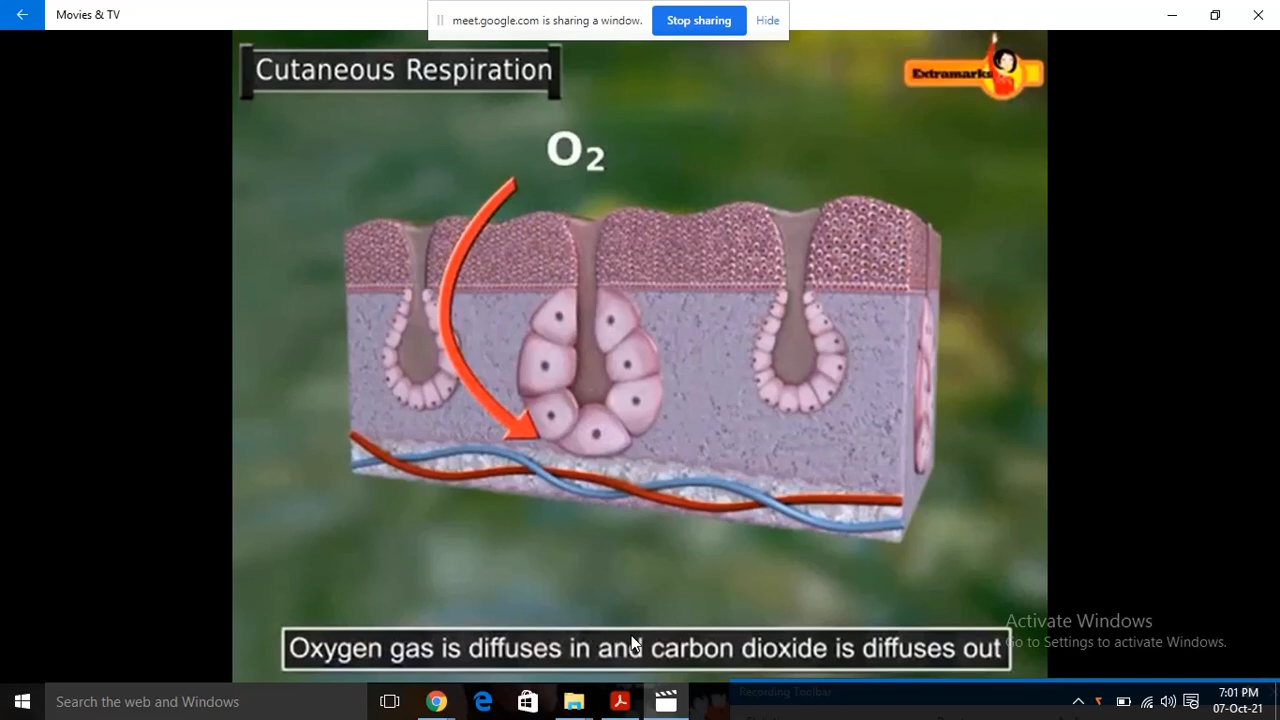 Movies & TV
meet.google.com is sharing a window.
Stop sharing
Hide
Cutaneous Respiration
Extramarks
O₂
Oxygen gas is diffuses in and carbon dioxide is diffuses out
Activate Windows
Go to Settings to activate Windows.
Search the web and Windows
Recording Toolbar
7:01 PM
07-Oct-21